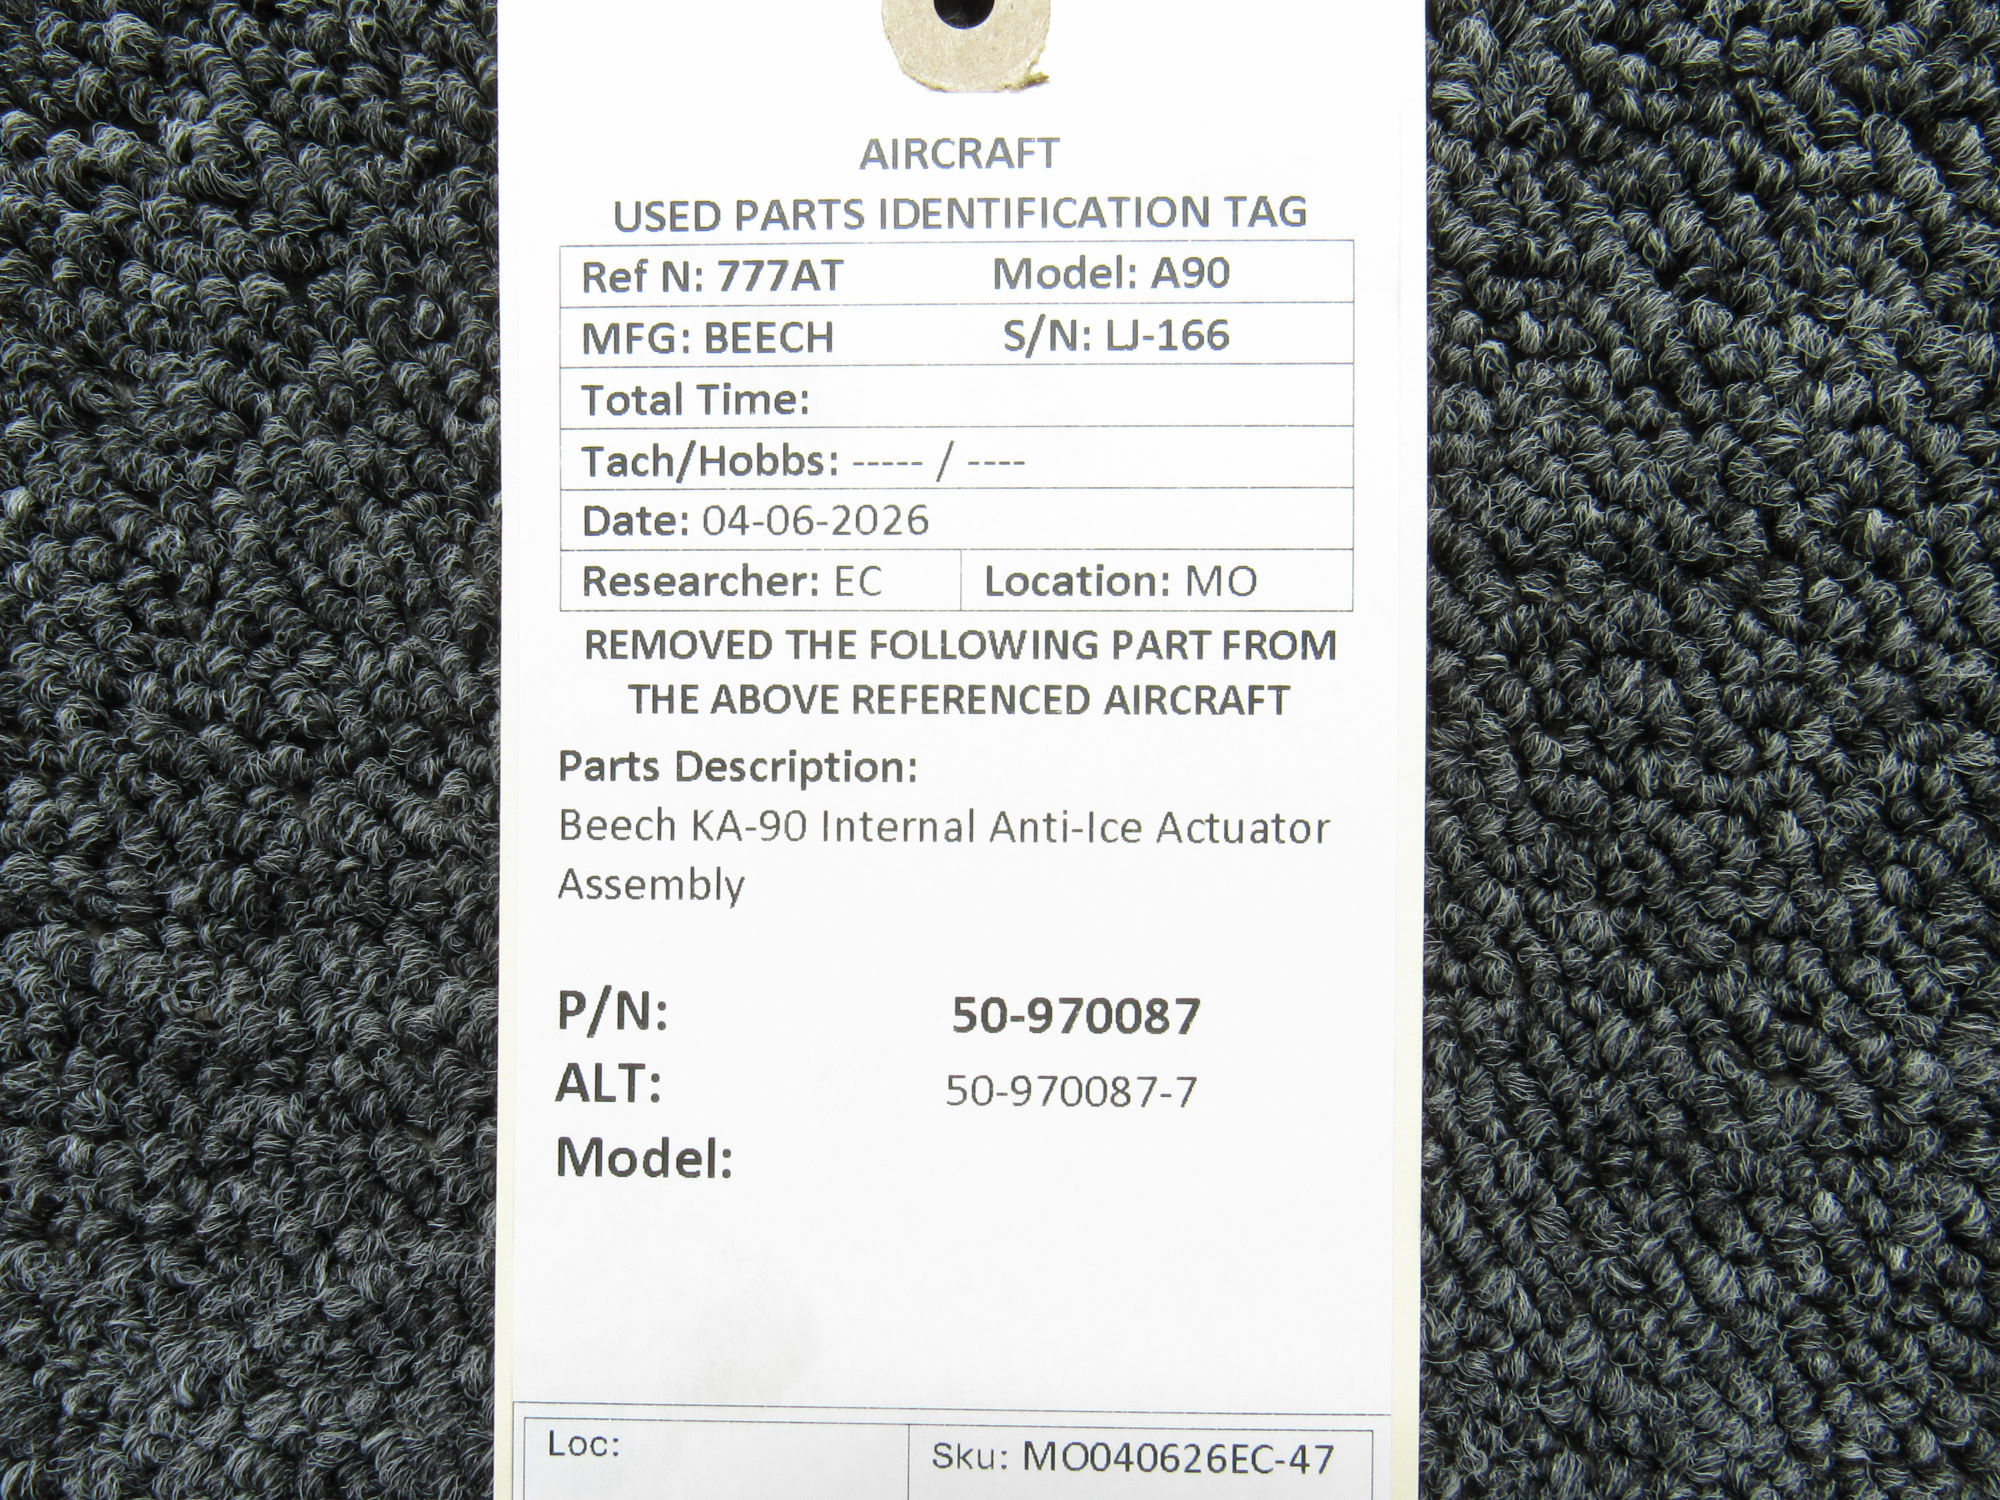 AIRCRAFT
USED PARTS IDENTIFICATION TAG
Ref N: 777AT Model: A90
MFG: BEECH S/N: LJ-166
Total Time:
Tach/Hobbs: ----- / ----
Date: 04-06-2026
Researcher: EC Location: MO
REMOVED THE FOLLOWING PART FROM
THE ABOVE REFERENCED AIRCRAFT
Parts Description:
Beech KA-90 Internal Anti-Ice Actuator
Assembly
P/N: 50-970087
ALT: 50-970087-7
Model:
Loc: Sku: MO040626EC-47